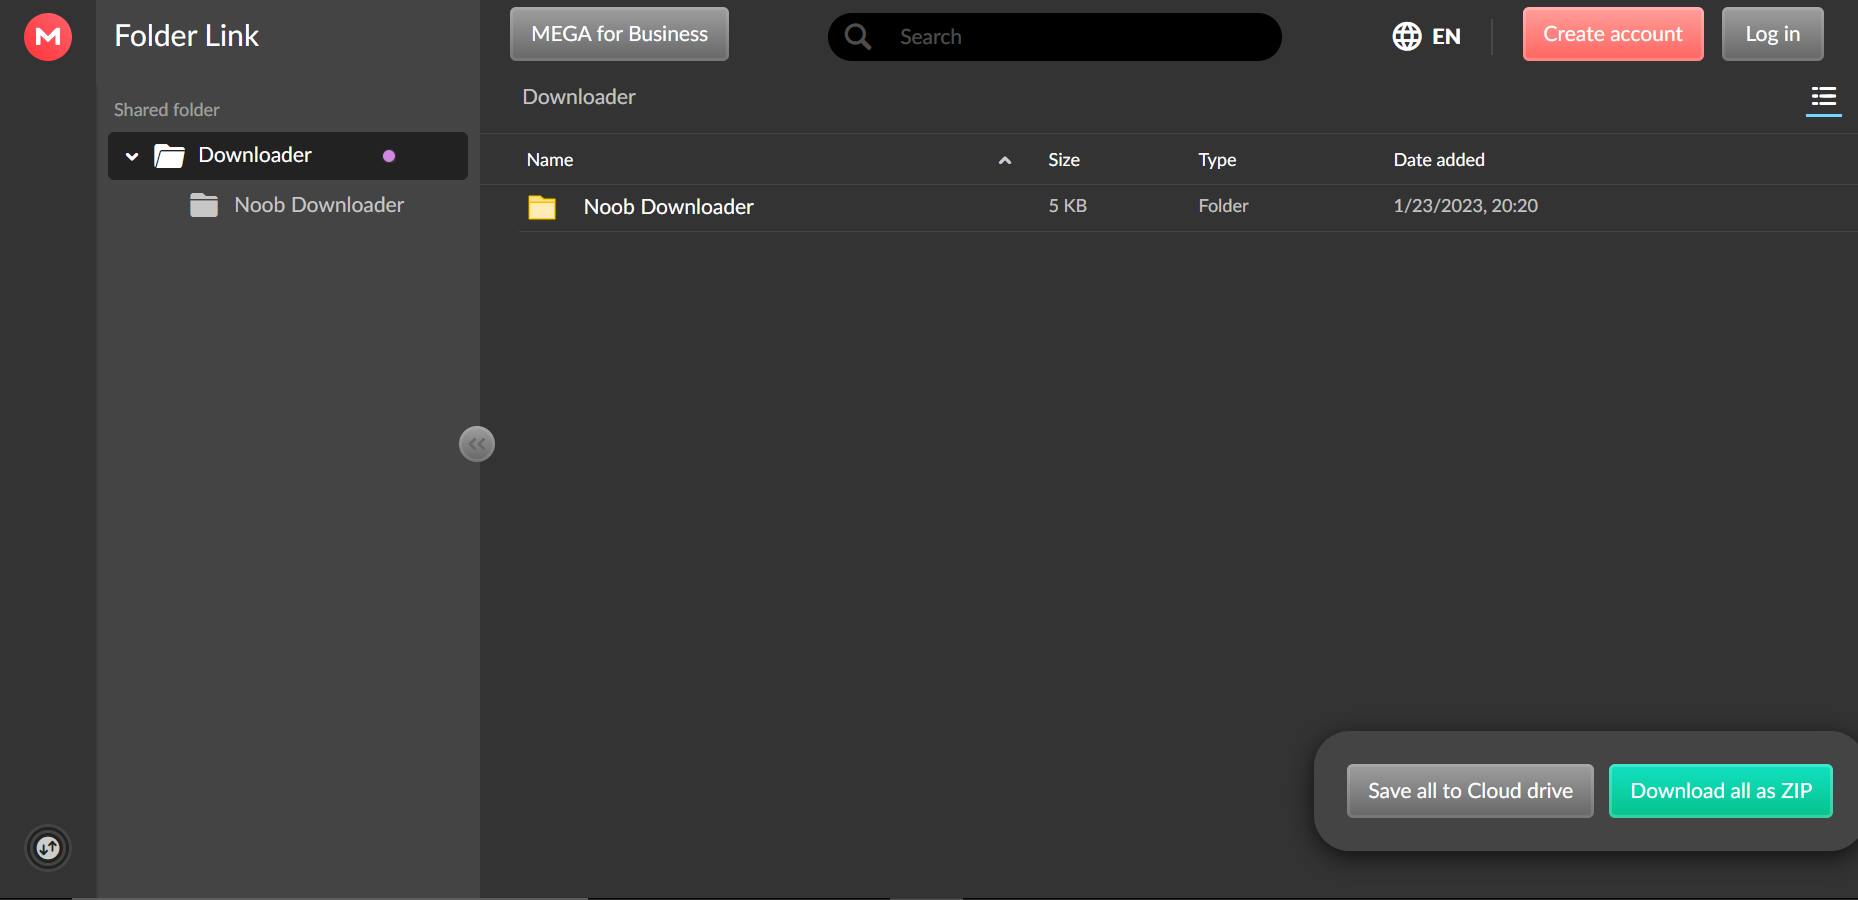 Folder Link
MEGA for Business
Search
EN
Create account
Log in
Shared folder
Downloader
Noob Downloader
Downloader
Name
Size
Type
Date added
Noob Downloader
5 KB
Folder
1/23/2023, 20:20
Save all to Cloud drive
Download all as ZIP